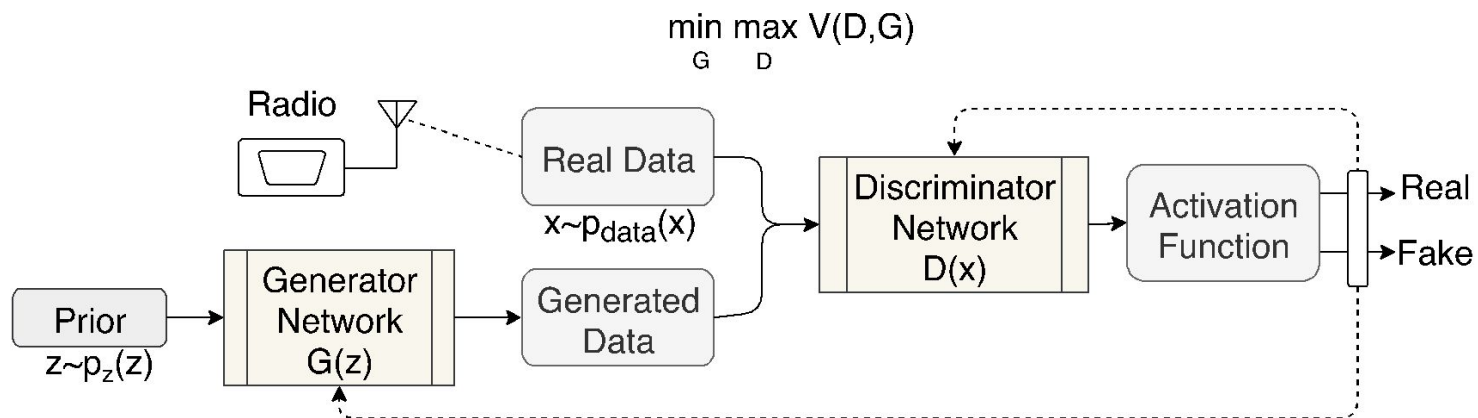 min max V(D,G)
G D
Radio
Real Data
x~p_data(x)
Discriminator
Network
D(x)
Activation
Function
Real
Fake
Generator
Network
G(z)
Generated
Data
Prior
z~p_z(z)